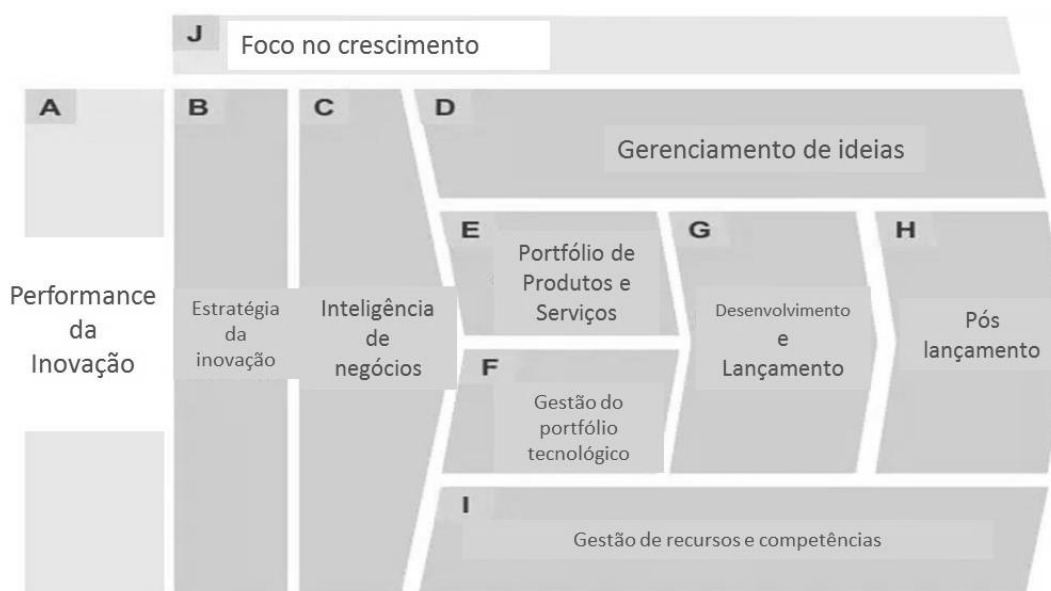 J
Foco no crescimento
A
Performance
da
Inovação
B
Estratégia
da
inovação
C
Inteligência
de
negócios
D
Gerenciamento de ideias
E
Portfólio de
Produtos e
Serviços
F
Gestão do
portfólio
tecnológico
G
Desenvolvimento
e
Lançamento
H
Pós
lançamento
I
Gestão de recursos e competências